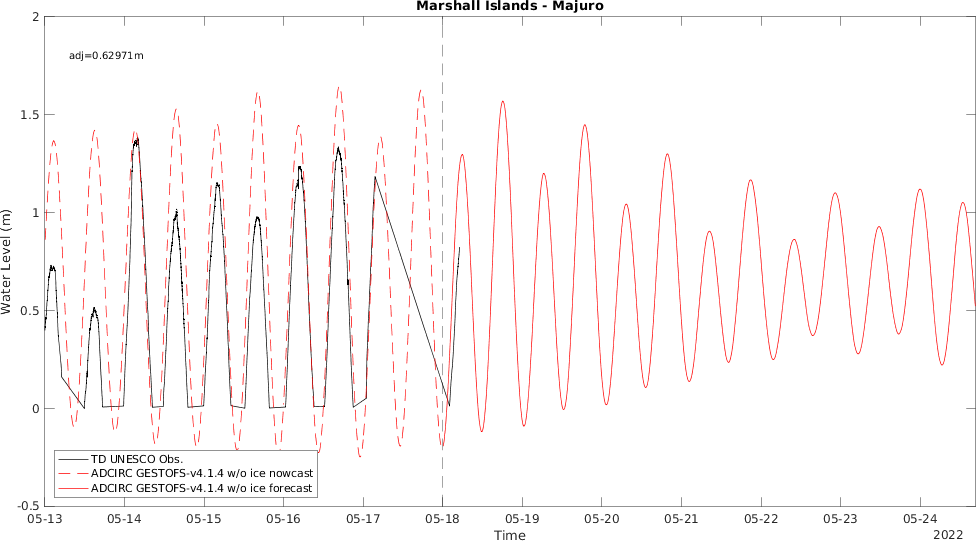 Marshall Islands - Majuro
adj=0.62971m
Water Level (m)
2
1.5
1
0.5
0
-0.5
TD UNESCO Obs.
ADCIRC GESTOFS-v4.1.4 w/o ice nowcast
ADCIRC GESTOFS-v4.1.4 w/o ice forecast
05-13 05-14 05-15 05-16 05-17 05-18 05-19 05-20 05-21 05-22 05-23 05-24
Time
2022